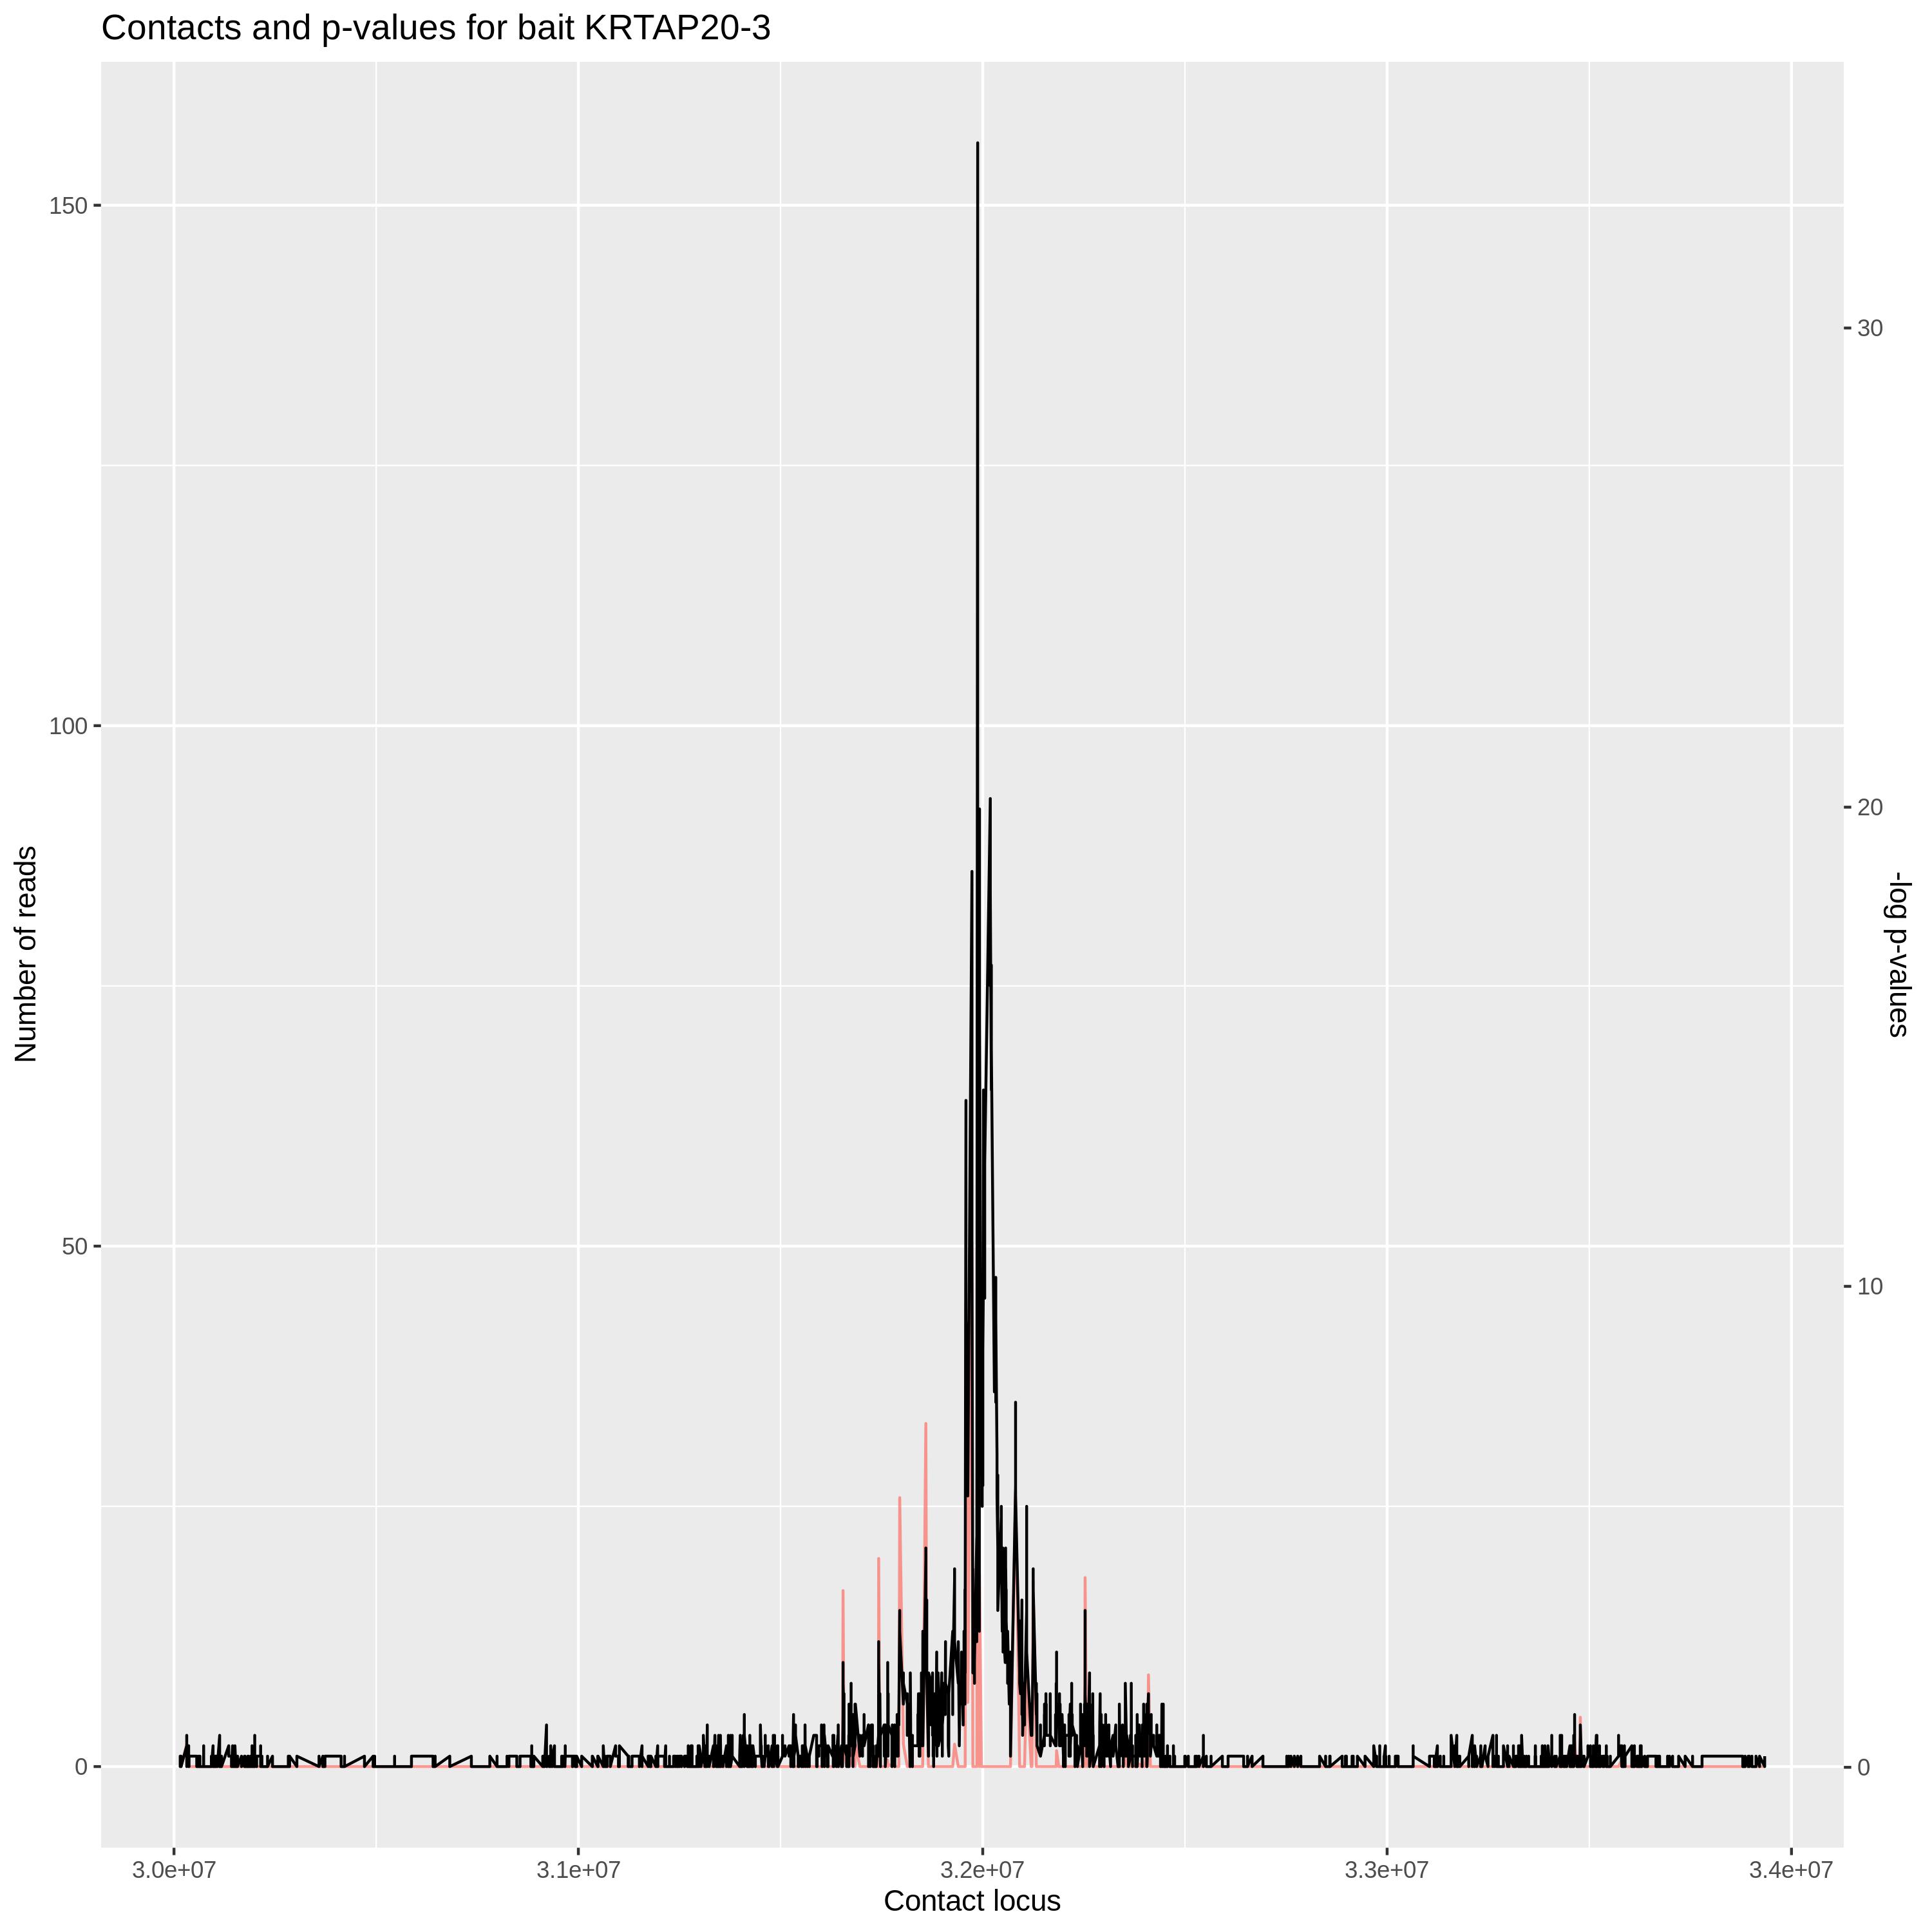 Contacts and p-values for bait KRTAP20-3
150
100
50
0
30
20
10
0
Number of reads
-log p-values
3.0e+07 3.1e+07 3.2e+07 3.3e+07 3.4e+07
Contact locus